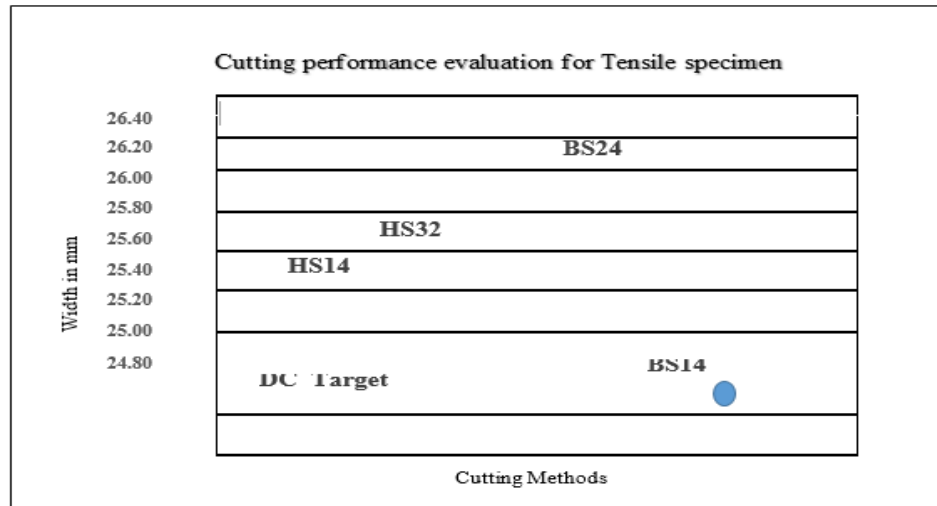 Cutting performance evaluation for Tensile specimen
26.40
26.20
BS24
26.00
25.80
HS32
25.60
HS14
25.40
25.20
25.00
24.80
BS14
DC Target
Width in mm
Cutting Methods